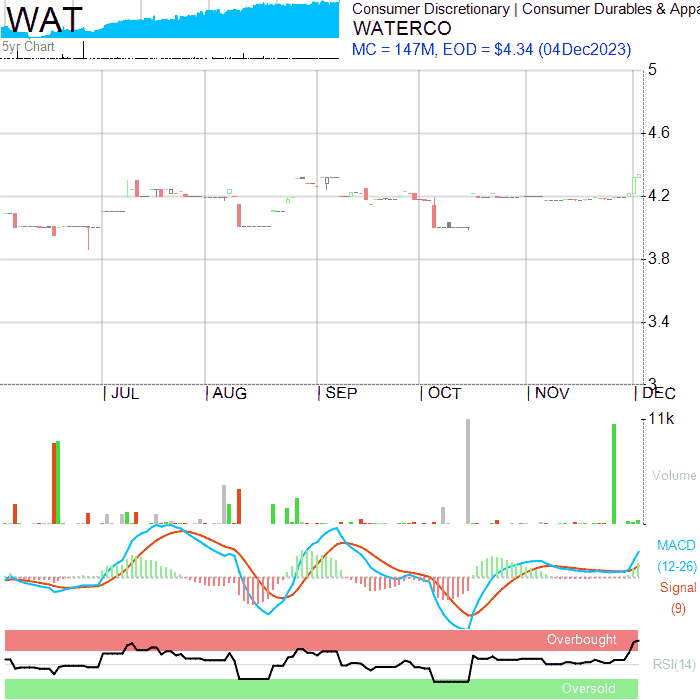 WAT
5yr Chart
Consumer Discretionary | Consumer Durables & Appa
WATERCO
MC = 147M, EOD = $4.34 (04Dec2023)
5
4.6
4.2
3.8
3.4
3
JUL
AUG
SEP
OCT
NOV
DEC
11k
Volume
MACD
(12-26)
Signal
(9)
Overbought
RSI(14)
Oversold